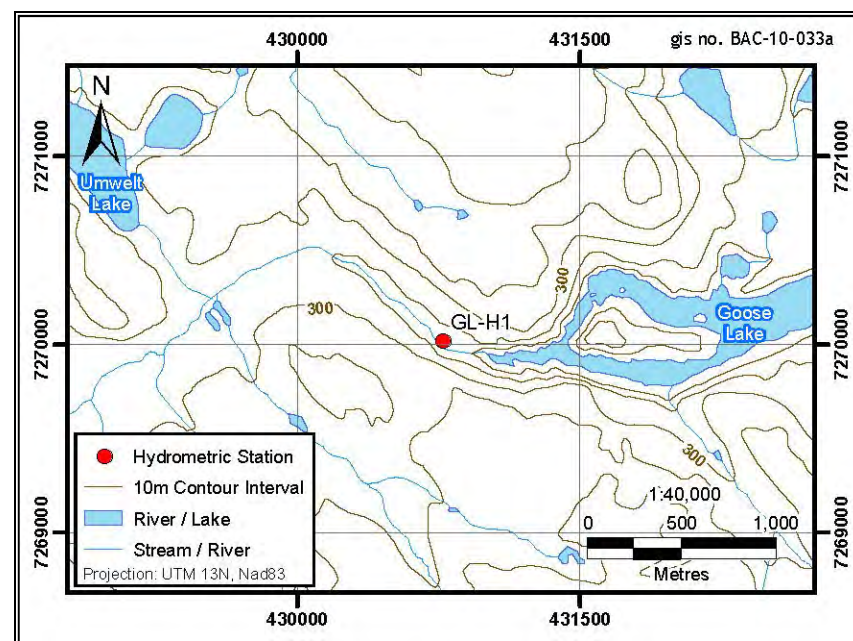 430000
431500
gis no. BAC-10-033a
N
7271000
7271000
Umwelt
Lake
300
300
GL-H1
Goose
Lake
7270000
7270000
300
Hydrometric Station
10m Contour Interval
River / Lake
Stream / River
Projection: UTM 13N, Nad83
1:40,000
0 500 1,000
Metres
7269000
7269000
430000
431500